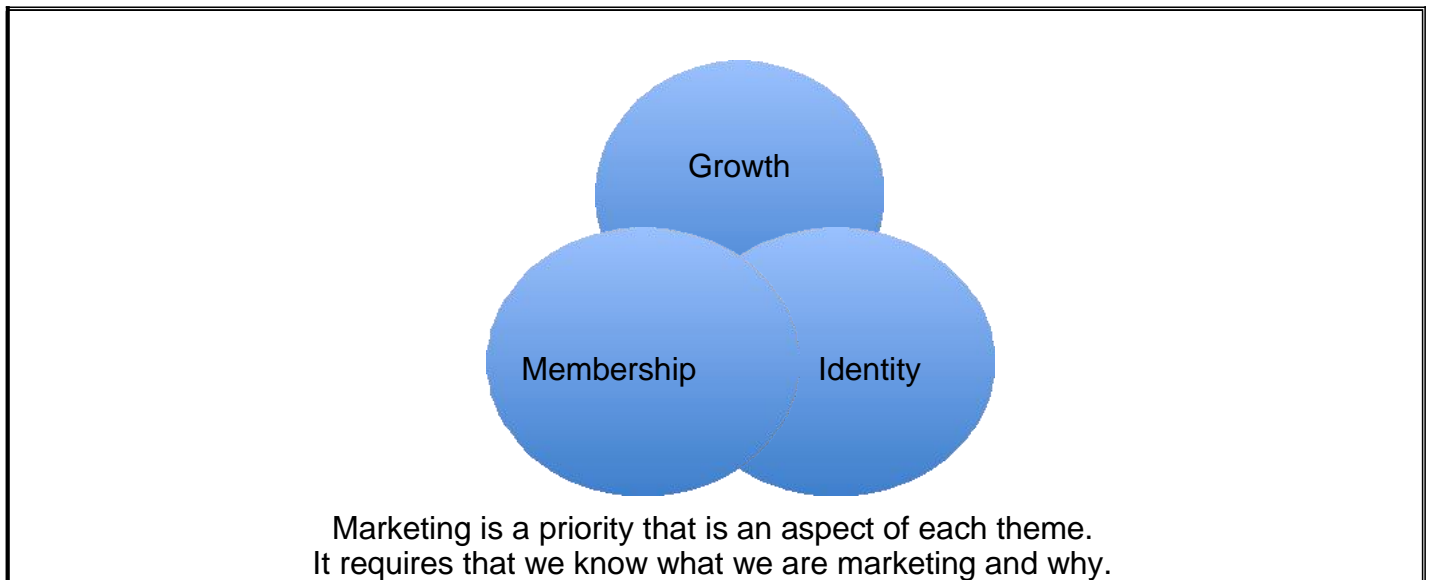 Growth
Membership
Identity
Marketing is a priority that is an aspect of each theme.
It requires that we know what we are marketing and why.